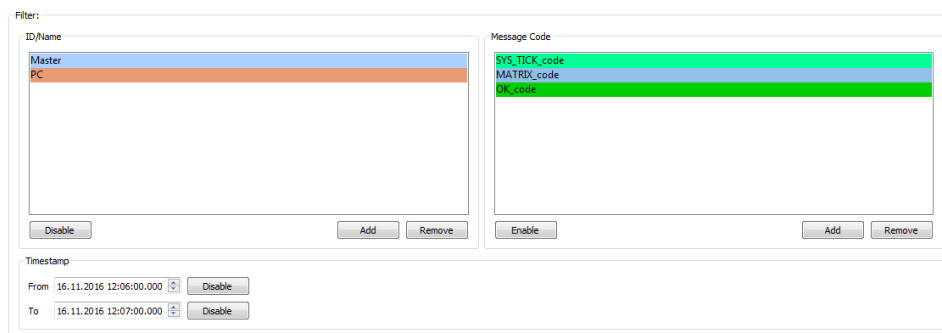 Filter:
ID/Name
Master
PC
Disable
Add
Remove
Message Code
SYS_TICK_code
MATRIX_code
OK_code
Enable
Add
Remove
Timestamp
From 16.11.2016 12:06:00.000 Disable
To 16.11.2016 12:07:00.000 Disable